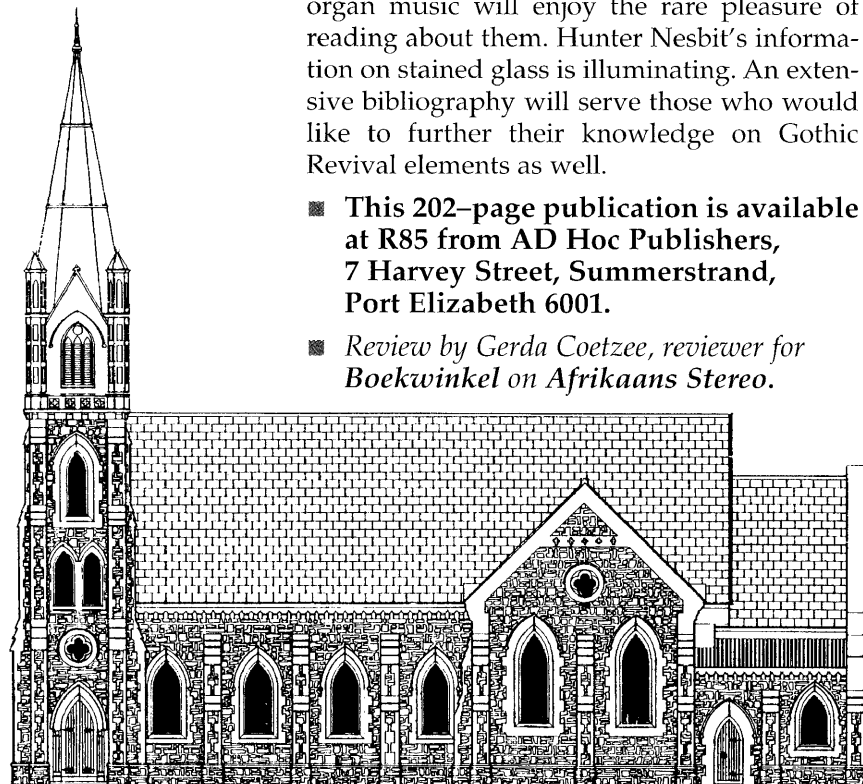 organ music will enjoy the rare pleasure of
reading about them. Hunter Nesbit's informa-
tion on stained glass is illuminating. An exten-
sive bibliography will serve those who would
like to further their knowledge on Gothic
Revival elements as well.
This 202–page publication is available
at R85 from AD Hoc Publishers,
7 Harvey Street, Summerstrand,
Port Elizabeth 6001.
Review by Gerda Coetzee, reviewer for
Boekwinkel on Afrikaans Stereo.